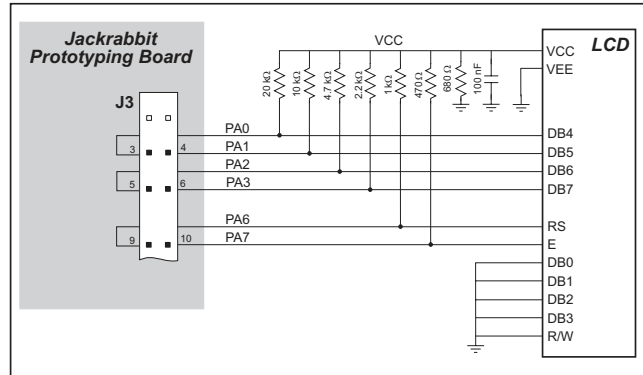 Jackrabbit
Prototyping Board
J3
3
4
5
6
9
10
PA0
PA1
PA2
PA3
PA6
PA7
VCC
20 kΩ
10 kΩ
4.7 kΩ
2.2 kΩ
1 kΩ
470 Ω
680 Ω
100 nF
LCD
VCC
VEE
DB4
DB5
DB6
DB7
RS
E
DB0
DB1
DB2
DB3
R/W